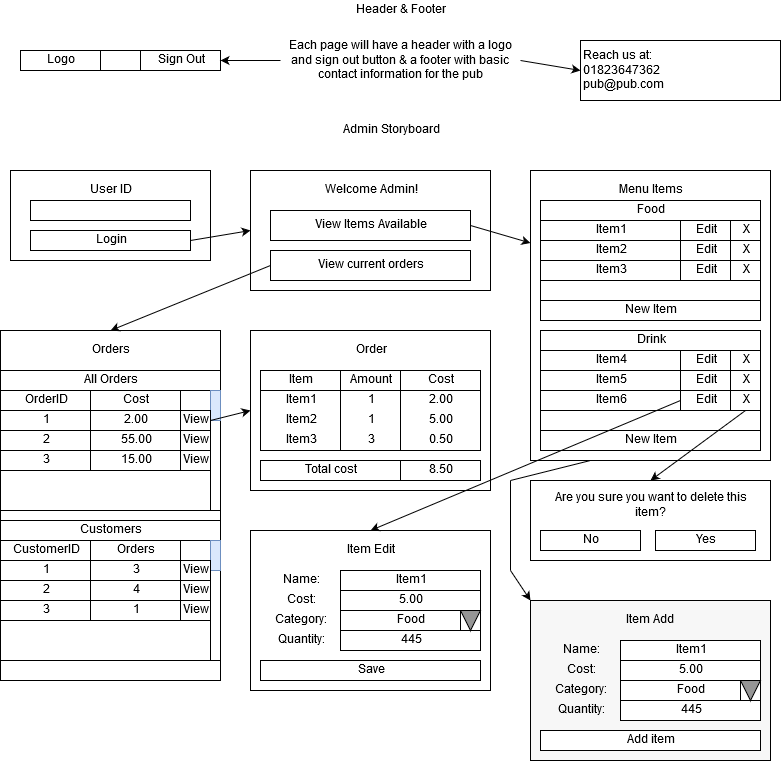 Header & Footer
Logo Sign Out
Each page will have a header with a logo
and sign out button & a footer with basic
contact information for the pub
Reach us at:
01823647362
pub@pub.com
Admin Storyboard
User ID
Login
Welcome Admin!
View Items Available
View current orders
Menu Items
Food
Item1 Edit X
Item2 Edit X
Item3 Edit X
New Item
Drink
Item4 Edit X
Item5 Edit X
Item6 Edit X
New Item
Orders
All Orders
OrderID Cost
1 2.00 View
2 55.00 View
3 15.00 View
Customers
CustomerID Orders
1 3 View
2 4 View
3 1 View
Order
Item Amount Cost
Item1 1 2.00
Item2 1 5.00
Item3 3 0.50
Total cost 8.50
Are you sure you want to delete this
item?
No Yes
Item Edit
Name: Item1
Cost: 5.00
Category: Food
Quantity: 445
Save
Item Add
Name: Item1
Cost: 5.00
Category: Food
Quantity: 445
Add item